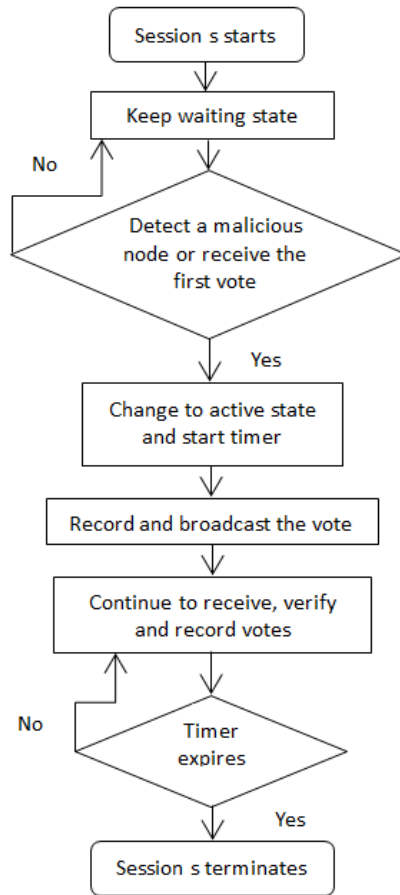 Session s starts
Keep waiting state
No
Detect a malicious
node or receive the
first vote
Yes
Change to active state
and start timer
Record and broadcast the vote
Continue to receive, verify
and record votes
No
Timer
expires
Yes
Session s terminates